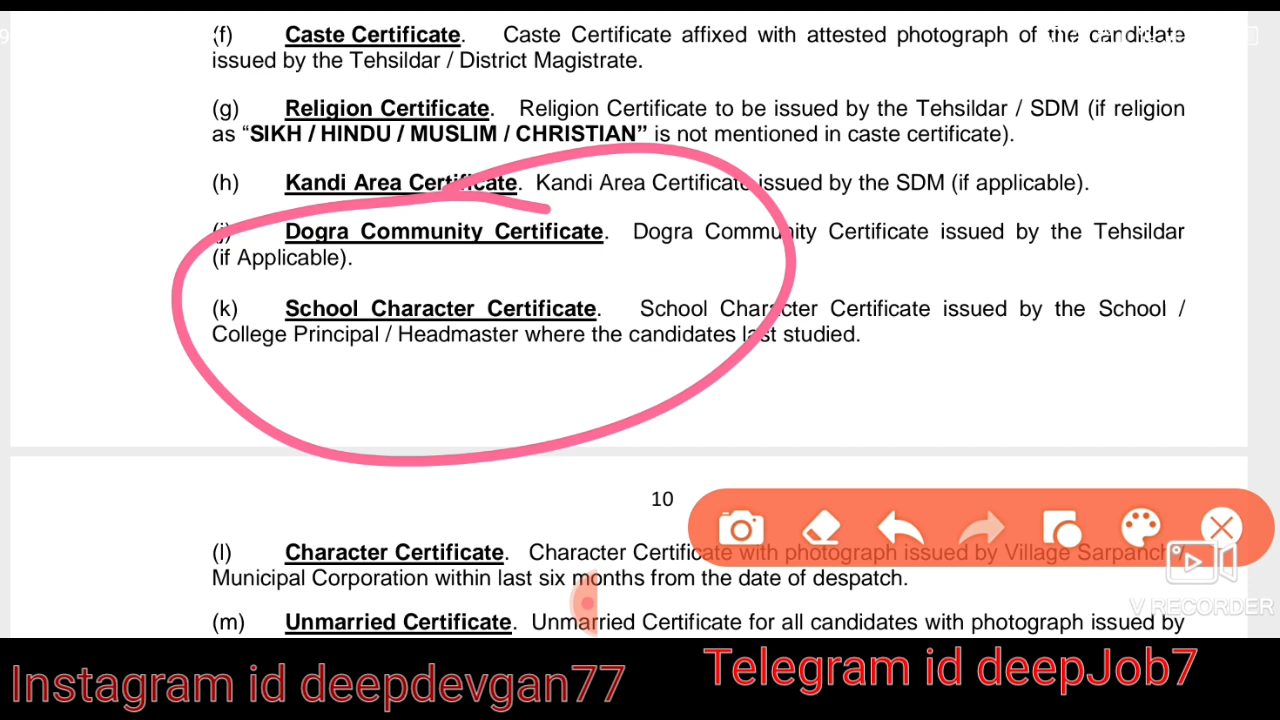 (f) Caste Certificate. Caste Certificate affixed with attested photograph of the candidate
issued by the Tehsildar / District Magistrate.
(g) Religion Certificate. Religion Certificate to be issued by the Tehsildar / SDM (if religion
as “SIKH / HINDU / MUSLIM / CHRISTIAN” is not mentioned in caste certificate).
(h) Kandi Area Certificate. Kandi Area Certificate issued by the SDM (if applicable).
(j) Dogra Community Certificate. Dogra Community Certificate issued by the Tehsildar
(if Applicable).
(k) School Character Certificate. School Character Certificate issued by the School /
College Principal / Headmaster where the candidates last studied.
10
(l) Character Certificate. Character Certificate with photograph issued by Village Sarpanch /
Municipal Corporation within last six months from the date of despatch.
V RECORDER
(m) Unmarried Certificate. Unmarried Certificate for all candidates with photograph issued by
Instagram id deepdevgan77
Telegram id deepJob7